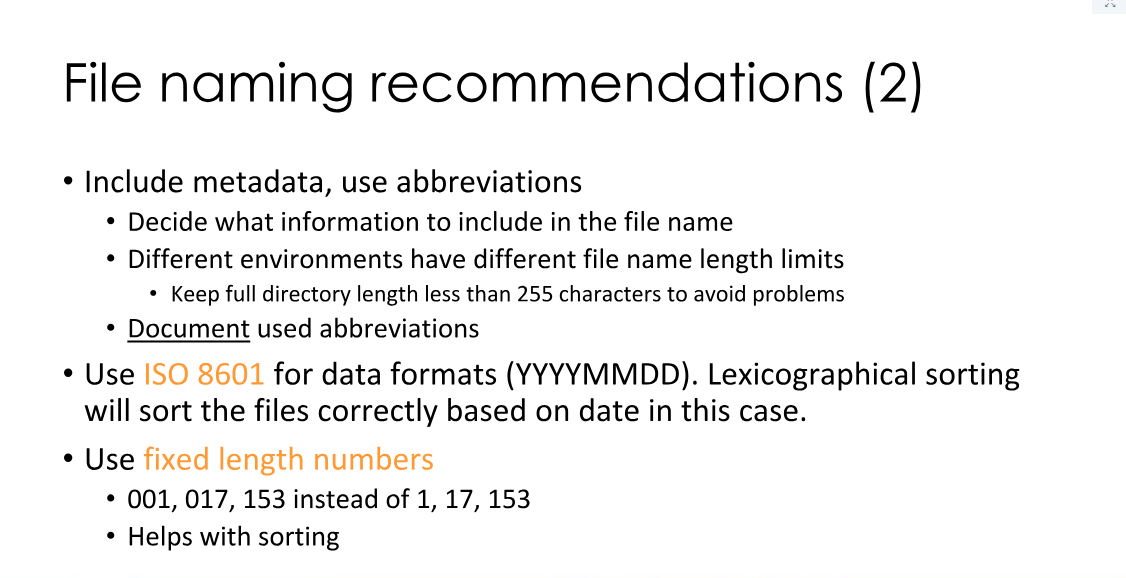 File naming recommendations (2)
• Include metadata, use abbreviations
• Decide what information to include in the file name
• Different environments have different file name length limits
• Keep full directory length less than 255 characters to avoid problems
• Document used abbreviations
• Use ISO 8601 for data formats (YYYYMMDD). Lexicographical sorting
will sort the files correctly based on date in this case.
• Use fixed length numbers
• 001, 017, 153 instead of 1, 17, 153
• Helps with sorting